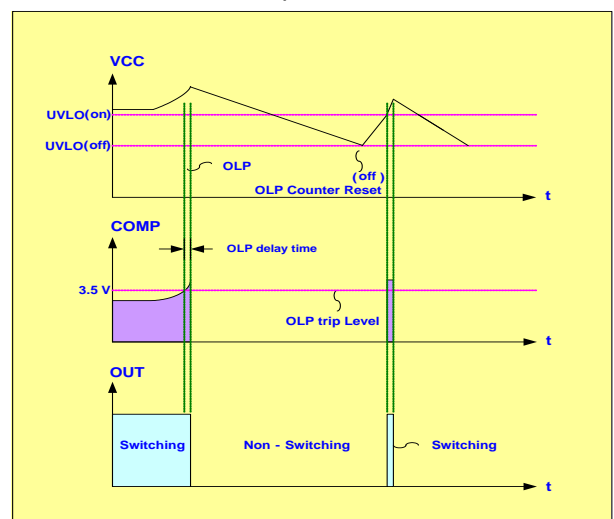 VCC
UVLO(on)
UVLO(off)
OLP
(off )
OLP Counter Reset
t
COMP
OLP delay time
3.5 V
OLP trip Level
t
OUT
Switching
Non - Switching
Switching
t